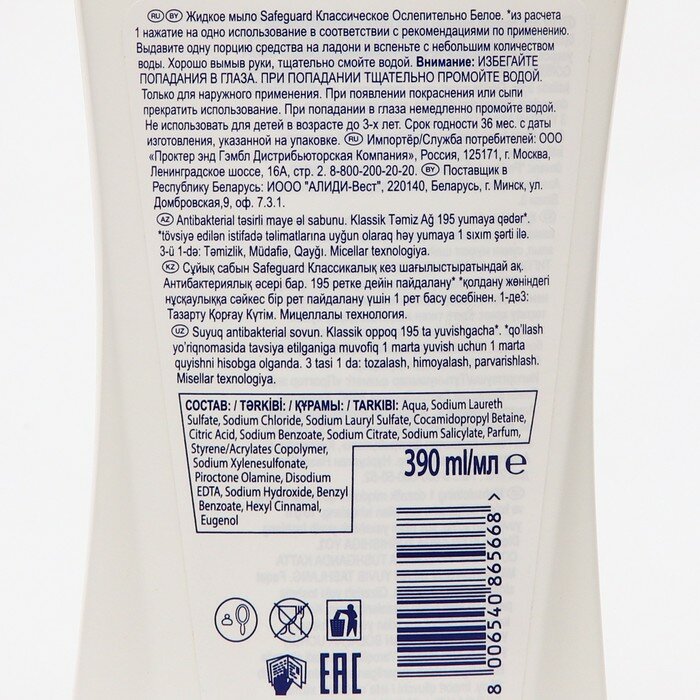 RU BY Жидкое мыло Safeguard Классическое Ослепительно Белое. *из расчета
1 нажатие на одно использование в соответствии с рекомендациями по применению.
Выдавите одну порцию средства на ладони и вспеньте с небольшим количеством
воды. Хорошо вымыв руки, тщательно смойте водой. Внимание: ИЗБЕГАЙТЕ
ПОПАДАНИЯ В ГЛАЗА. ПРИ ПОПАДАНИИ ТЩАТЕЛЬНО ПРОМОЙТЕ ВОДОЙ.
Только для наружного применения. При появлении покраснения или сыпи
прекратить использование. При попадании в глаза немедленно промойте водой.
Не использовать для детей в возрасте до 3-х лет. Срок годности 36 мес. с даты
изготовления, указанной на упаковке. RU Импортёр/Служба потребителей: ООО
«Проктер энд Гэмбл Дистрибьюторская Компания», Россия, 125171, г. Москва,
Ленинградское шоссе, 16А, стр. 2. 8-800-200-20-20. BY Поставщик в
Республику Беларусь: ИООО "АЛИДИ-Вест", 220140, Беларусь, г. Минск, ул.
Домбровская,9, оф. 7.3.1.
AZ Antibakterial təsirli maye əl sabunu. Klassik Təmiz Ağ 195 yumaya qədər*.
*tövsiyə edilən istifadə təlimatlarına uyğun olaraq həy yumaya 1 sıxım şərti ilə.
3-ü 1-də: Təmizlik, Müdafiə, Qayğı. Micellar texnologiya.
KZ Сұйық сабын Safeguard Классикалық кез шағылыстыратындай ақ.
Антибактериялық әсері бар. 195 ретке дейін пайдалану* *қолдану жөніндегі
нұсқаулыққа сәйкес бір рет пайдалану үшін 1 рет басу есебінен. 1-де3:
Тазарту Қорғау Күтім. Мицеллалы технология.
UZ Suyuq antibakterial sovun. Klassik oppoq 195 ta yuvishgacha*. *qo'llash
yo'riqnomasida tavsiya etilganiga muvofiq 1 marta yuvish uchun 1 marta
quyishni hisobga olgan. 3 tasi 1 da: tozalash, himoyalash, parvarishlash.
Misellar texnologiya.
СОСТАВ: / TƏRKİBİ: / ҚҰРАМЫ: / TARKIBI: Aqua, Sodium Laureth
Sulfate, Sodium Chloride, Sodium Lauryl Sulfate, Cocamidopropyl Betaine,
Citric Acid, Sodium Benzoate, Sodium Citrate, Sodium Salicylate, Parfum,
Styrene/Acrylates Copolymer,
Sodium Xylenesulfonate,
Piroctone Olamine, Disodium
EDTA, Sodium Hydroxide, Benzyl
Benzoate, Hexyl Cinnamal,
Eugenol
390 ml/мл e
8 006540 865668 >
EAC